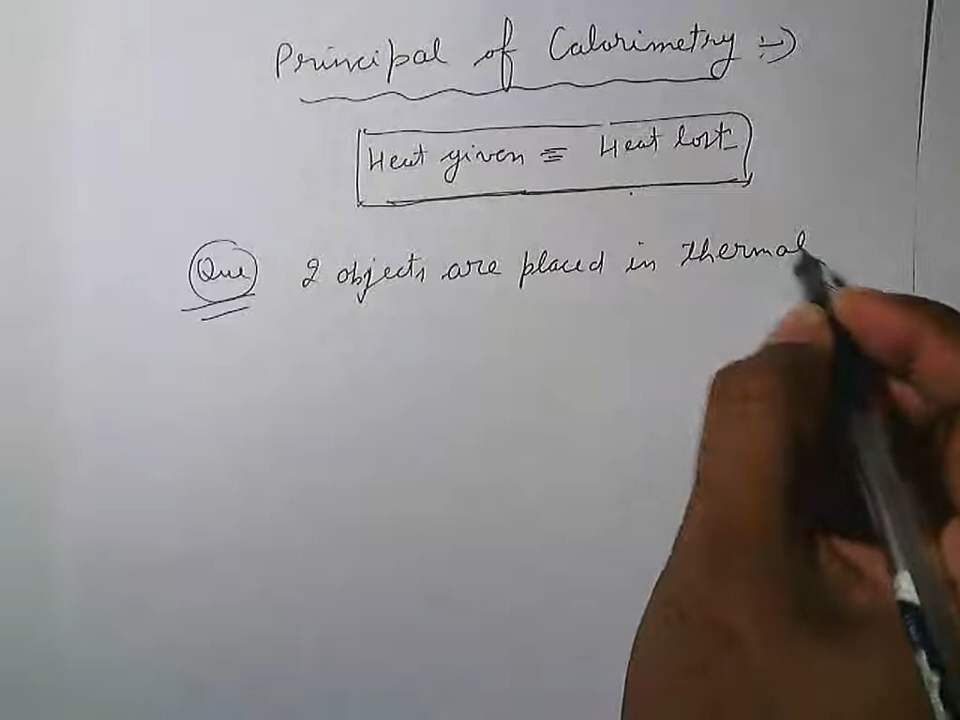 Principal of Calorimetry :-)
Heat given = Heat lost
Que 2 objects are placed in thermal